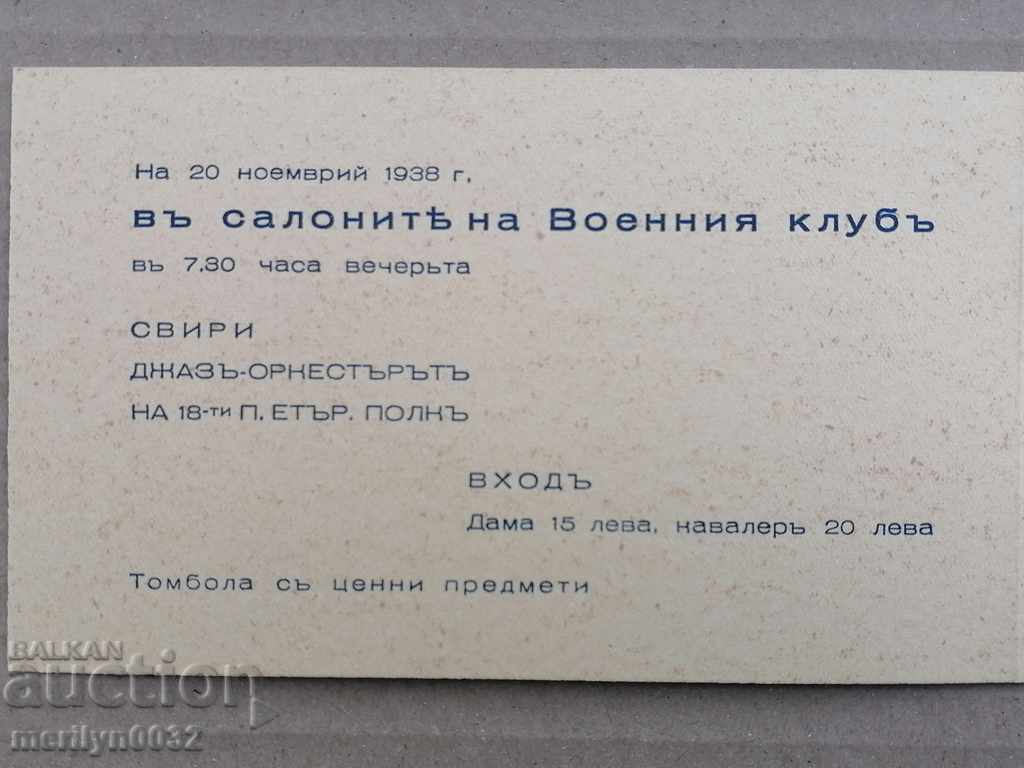 На 20 ноемврий 1938 г.
въ салонитѣ на Военния клубъ
въ 7.30 часа вечерьта
СВИРИ
ДЖАЗЪ-ОРКЕСТЪРЪТЪ
НА 18-ти П. ЕТЪР. ПОЛКЪ
ВХОДЪ
Дама 15 лева, кавалеръ 20 лева
Томбола съ ценни предмети
BALKAN
auction
merilyn0032